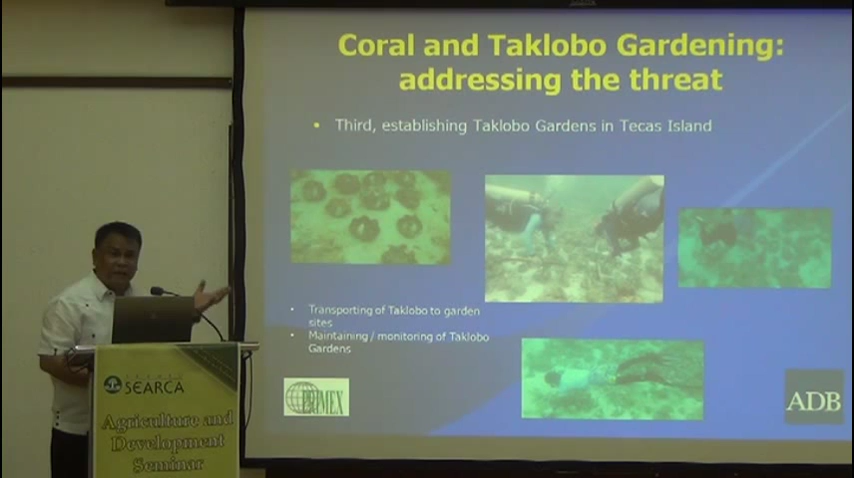 Coral and Taklobo Gardening:
addressing the threat
• Third, establishing Taklobo Gardens in Tecas Island
• Transporting of Taklobo to garden
sites
• Maintaining / monitoring of Taklobo
Gardens
PRIMEX
ADB
SEARCA
Agriculture and
Development
Seminar